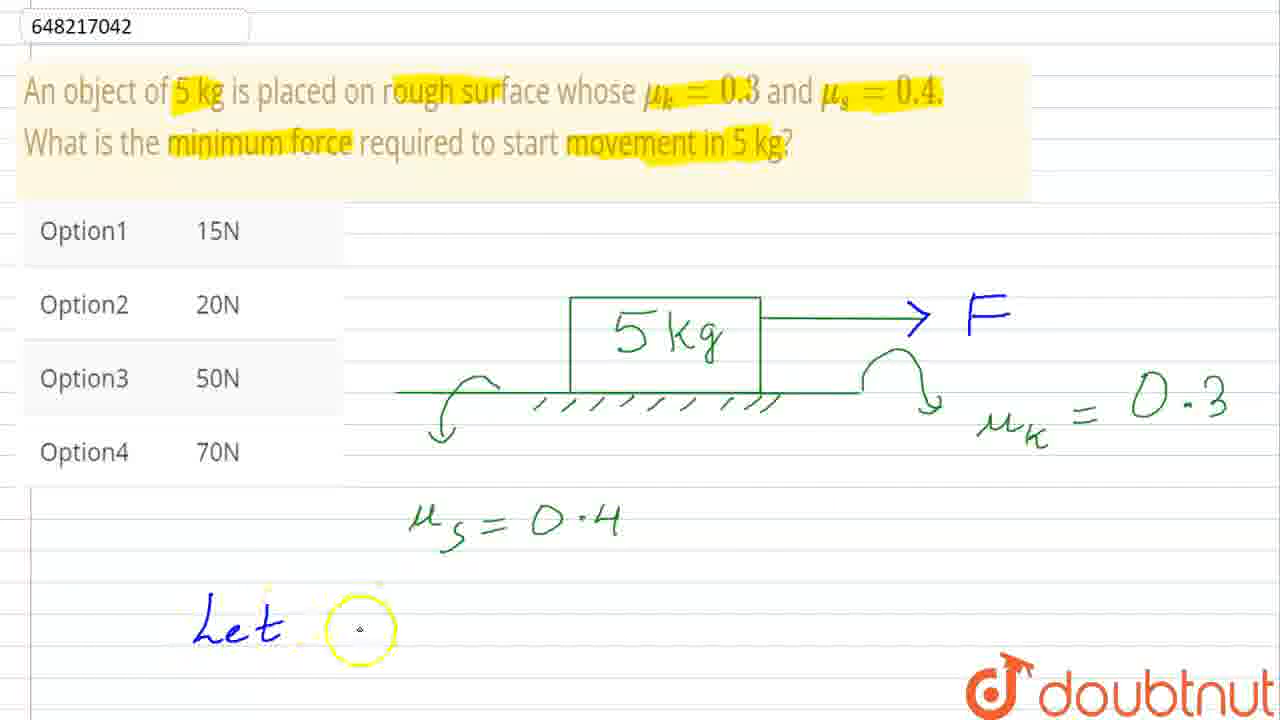 648217042
An object of 5 kg is placed on rough surface whose μk = 0.3 and μs = 0.4.
What is the minimum force required to start movement in 5 kg?
Option1 15N
Option2 20N
Option3 50N
Option4 70N
5 kg
F
μk = 0.3
μs = 0.4
Let
doubtnut